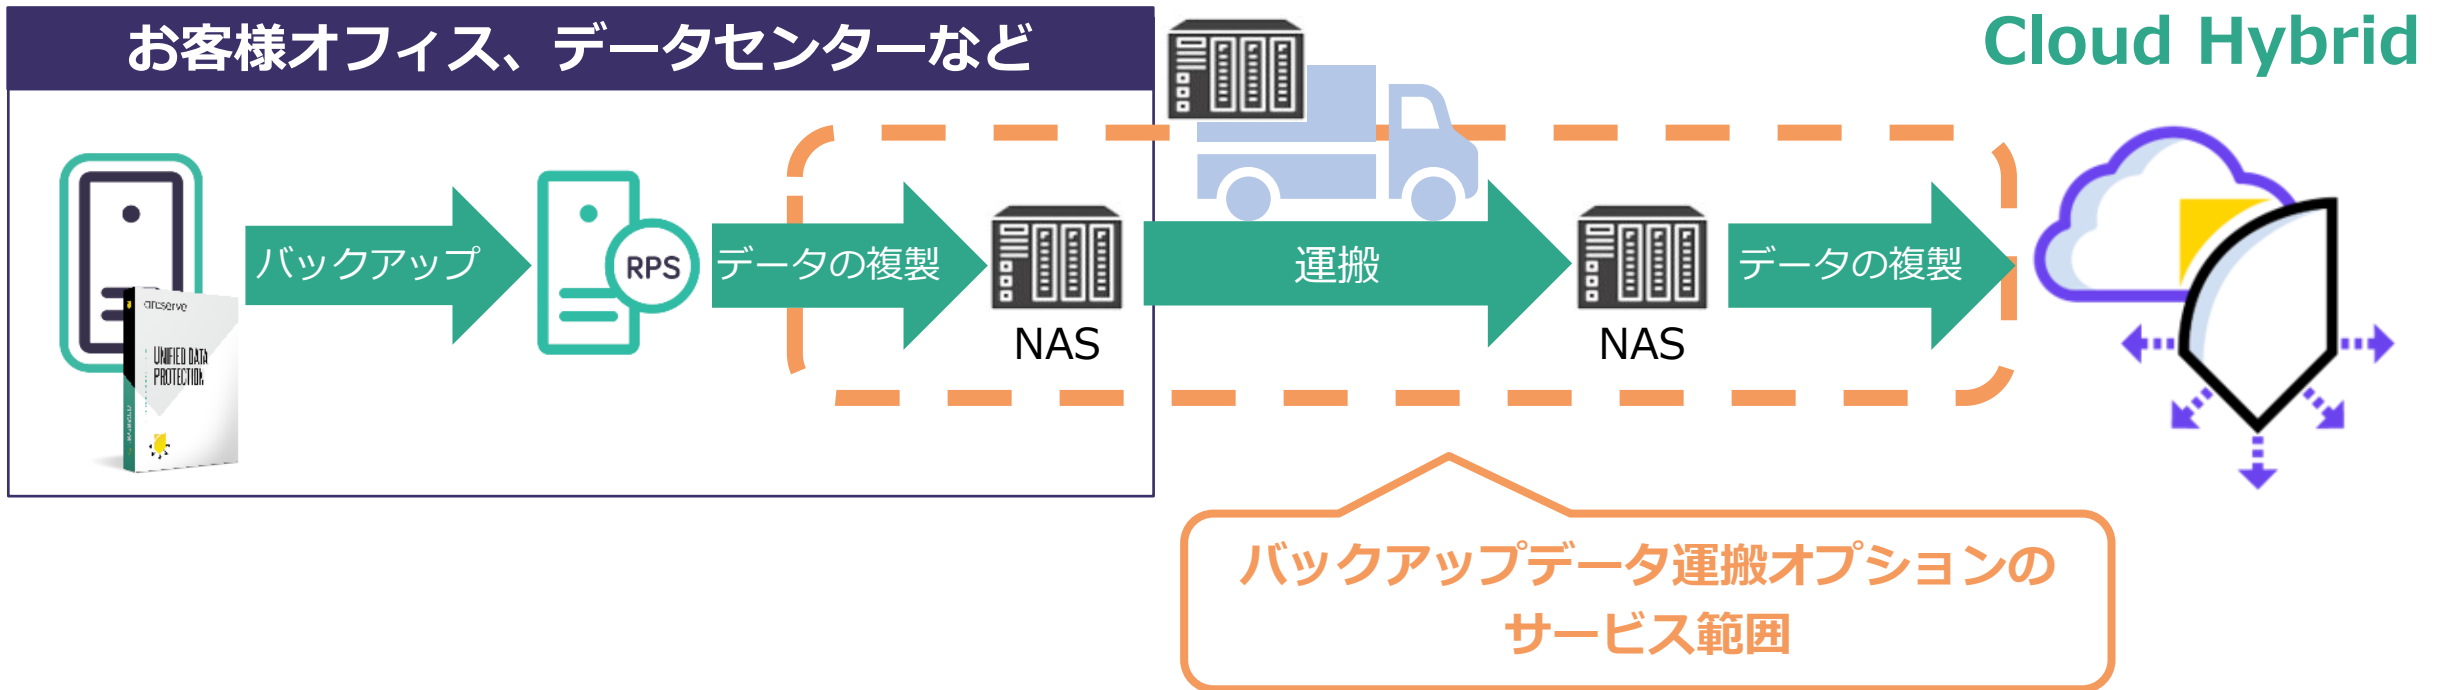 お客様オフィス、データセンターなど
Cloud Hybrid
バックアップ
RPS
データの複製
NAS
運搬
NAS
データの複製
arcserve
UNIFIED DATA
PROTECTION
バックアップデータ運搬オプションの
サービス範囲